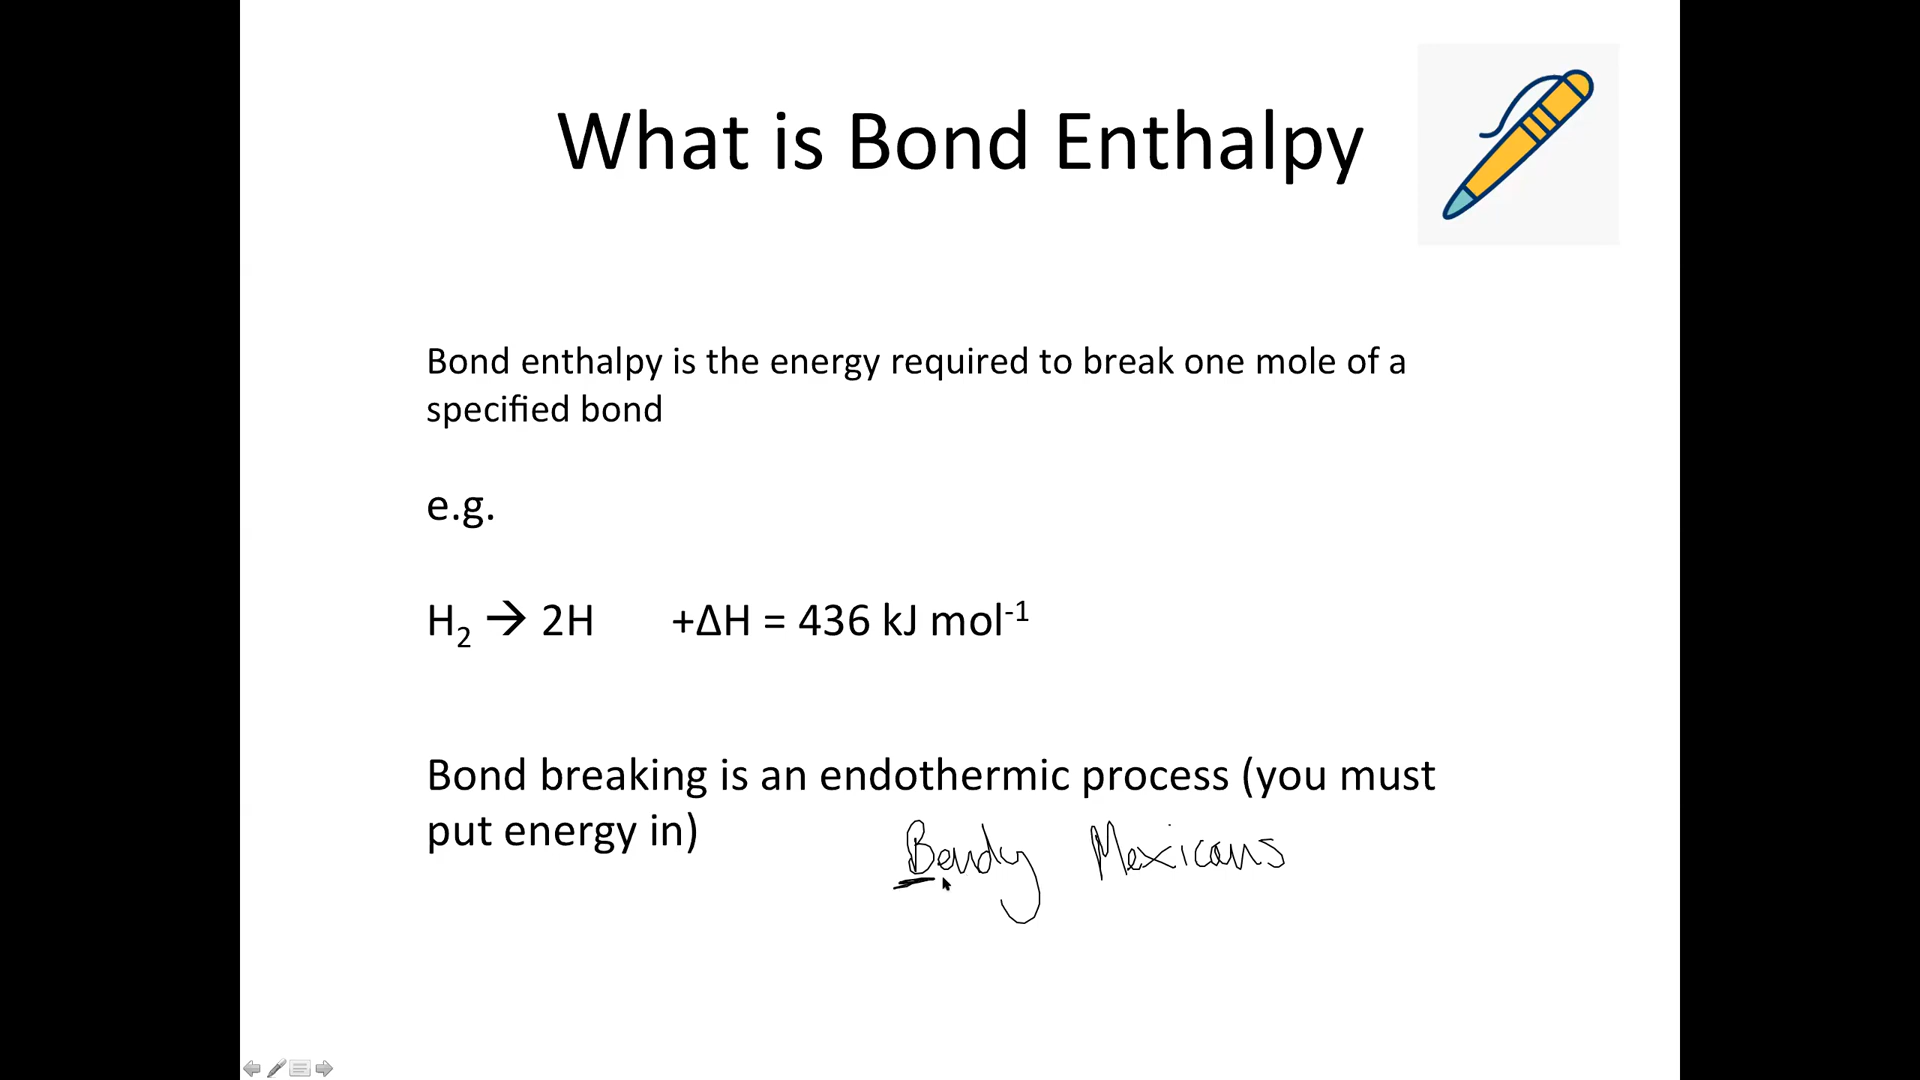 What is Bond Enthalpy
Bond enthalpy is the energy required to break one mole of a
specified bond
e.g.
H₂ → 2H +ΔH = 436 kJ mol⁻¹
Bond breaking is an endothermic process (you must
put energy in)
Bendy Mexicans